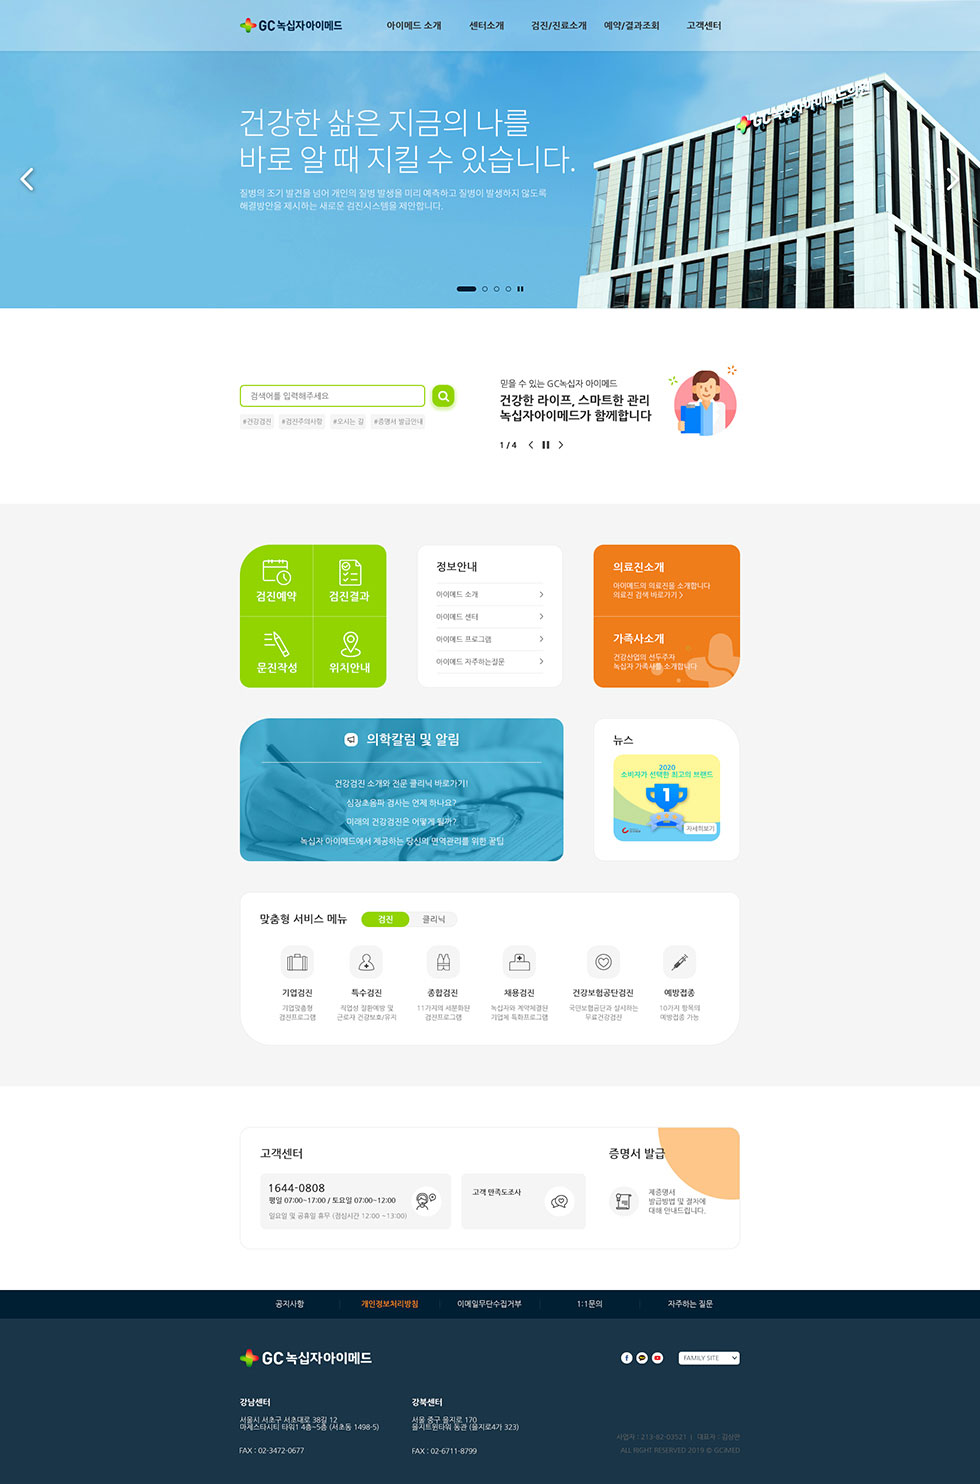 GC녹십자아이메드
아이메드 소개
센터소개
검진/진료소개
예약/결과조회
고객센터
건강한 삶은 지금의 나를
바로 알 때 지킬 수 있습니다.
질병의 조기 발견을 넘어 개인의 질병 발생을 미리 예측하고 질병이 발생하지 않도록
해결방안을 제시하는 새로운 검진시스템을 제안합니다.
GC녹십자아이메드의원
검색어를 입력해주세요
#건강검진 #검진주의사항 #오시는 길 #증명서 발급안내
믿을 수 있는 GC녹십자 아이메드
건강한 라이프, 스마트한 관리
녹십자아이메드가 함께합니다
1 / 4
검진예약
검진결과
문진작성
위치안내
정보안내
아이메드 소개
아이메드 센터
아이메드 프로그램
아이메드 자주하는질문
의료진소개
아이메드의 의료진을 소개합니다
의료진 검색 바로가기 >
가족사소개
건강산업의 선두주자
녹십자 가족사를 소개합니다
의학칼럼 및 알림
건강검진 소개와 전문 클리닉 바로가기!
심장초음파 검사는 언제 하나요?
미래의 건강검진은 어떻게 될까?
녹십자 아이메드에서 제공하는 당신의 면역관리를 위한 꿀팁
뉴스
2020
소비자가 선택한 최고의 브랜드
1
자세히보기
맞춤형 서비스 메뉴
검진
클리닉
기업검진
기업맞춤형
검진프로그램
특수검진
직업성 질환예방 및
근로자 건강보호/유지
종합검진
11가지의 세분화된
검진프로그램
채용검진
녹십자와 계약체결된
기업체 특화프로그램
건강보험공단검진
국민보험공단과 실시하는
무료건강검진
예방접종
10가지 항목의
예방접종 가능
고객센터
1644-0808
평일 07:00~17:00 / 토요일 07:00~12:00
일요일 및 공휴일 휴무 (점심시간 12:00 ~13:00)
고객 만족도조사
증명서 발급
제증명서
발급방법 및 절차에
대해 안내드립니다.
공지사항
개인정보처리방침
이메일무단수집거부
1:1문의
자주하는 질문
GC녹십자아이메드
FAMILY SITE
강남센터
서울시 서초구 서초대로 38길 12
마제스타시티 타워1 4층~5층 (서초동 1498-5)
FAX : 02-3472-0677
강북센터
서울 중구 을지로 170
을지트윈타워 동관 (을지로4가 323)
FAX : 02-6711-8799
사업자 : 213-82-03521 | 대표자 : 김상만
ALL RIGHT RESERVED 2019 © GCIMED